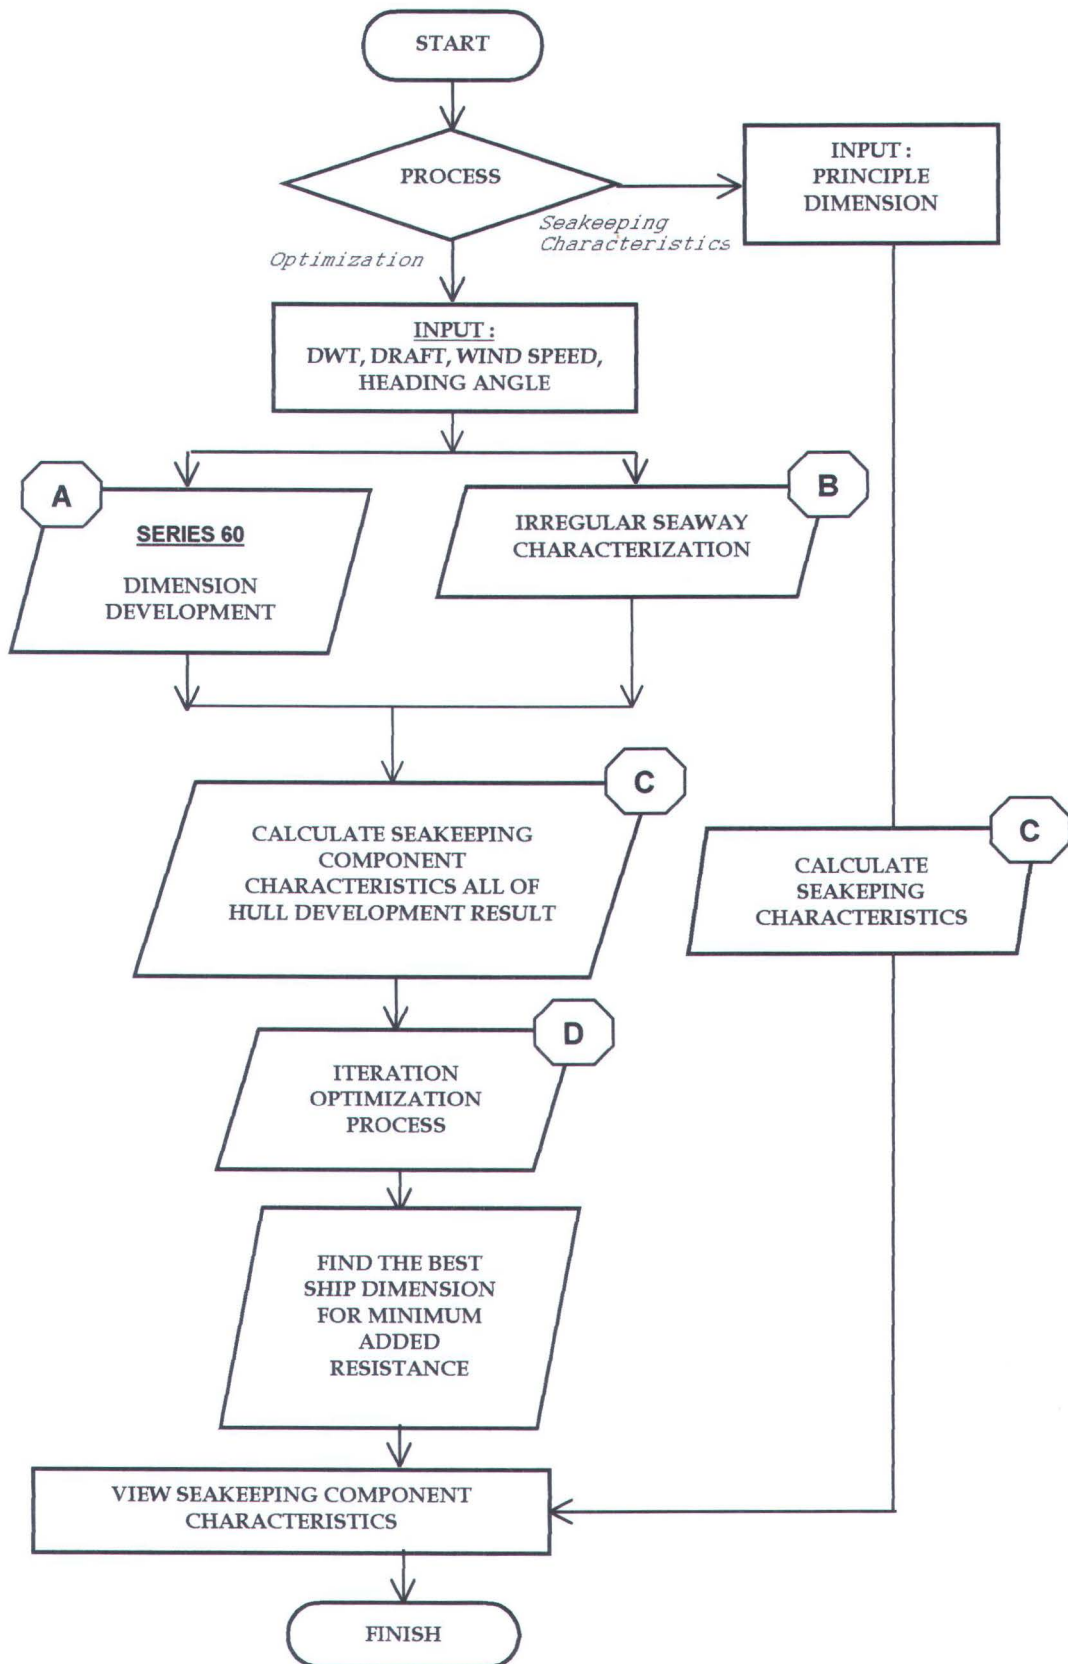 START
PROCESS
INPUT :
PRINCIPLE
DIMENSION
Seakeeping
Characteristics
Optimization
INPUT :
DWT, DRAFT, WIND SPEED,
HEADING ANGLE
A
SERIES 60
DIMENSION
DEVELOPMENT
B
IRREGULAR SEAWAY
CHARACTERIZATION
C
CALCULATE SEAKEEPING
COMPONENT
CHARACTERISTICS ALL OF
HULL DEVELOPMENT RESULT
C
CALCULATE
SEAKEPING
CHARACTERISTICS
D
ITERATION
OPTIMIZATION
PROCESS
FIND THE BEST
SHIP DIMENSION
FOR MINIMUM
ADDED
RESISTANCE
VIEW SEAKEEPING COMPONENT
CHARACTERISTICS
FINISH